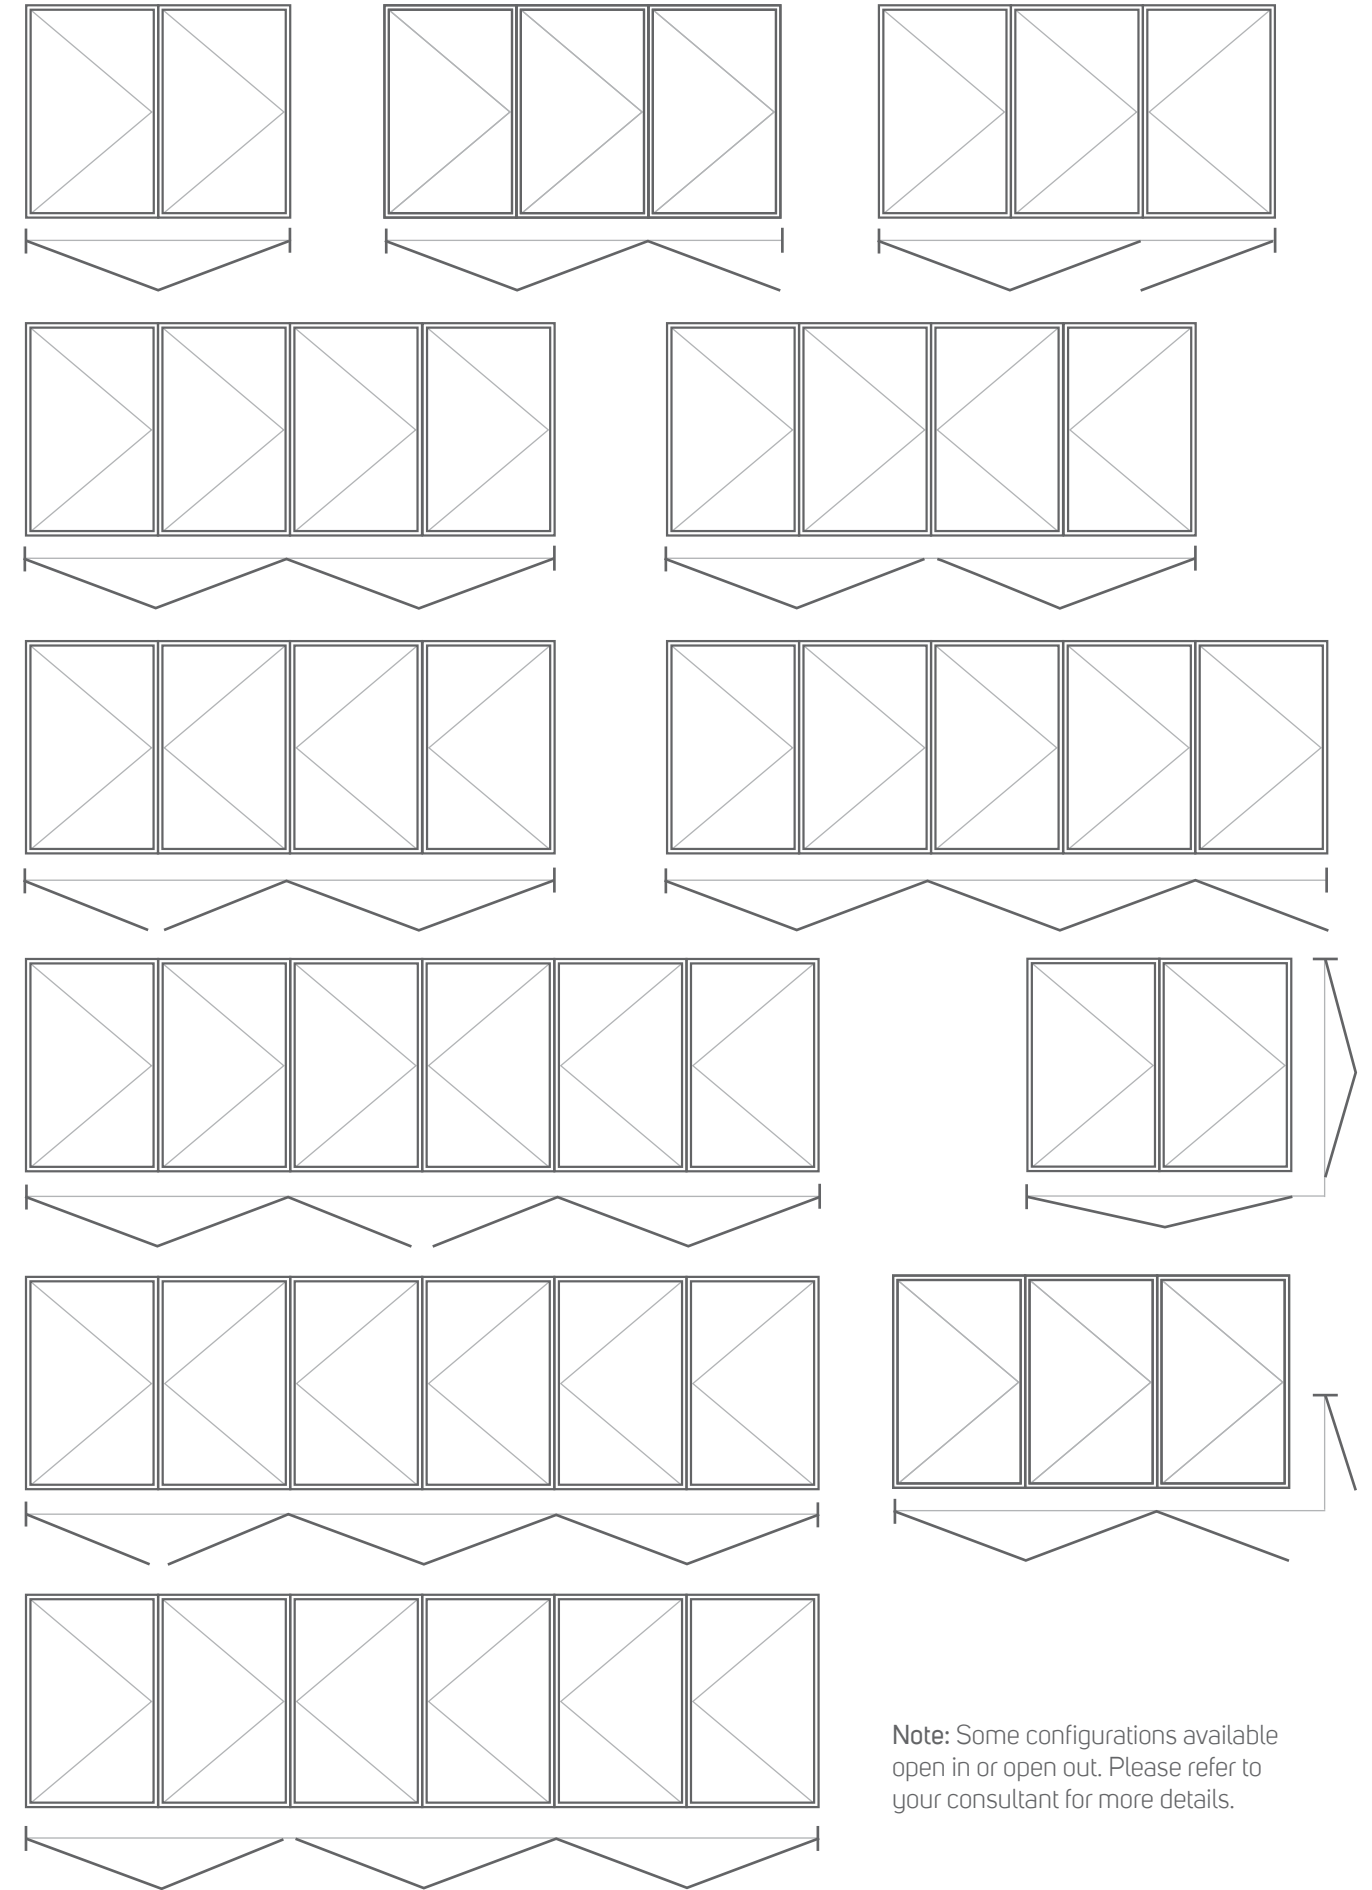 Note: Some configurations available
open in or open out. Please refer to
your consultant for more details.